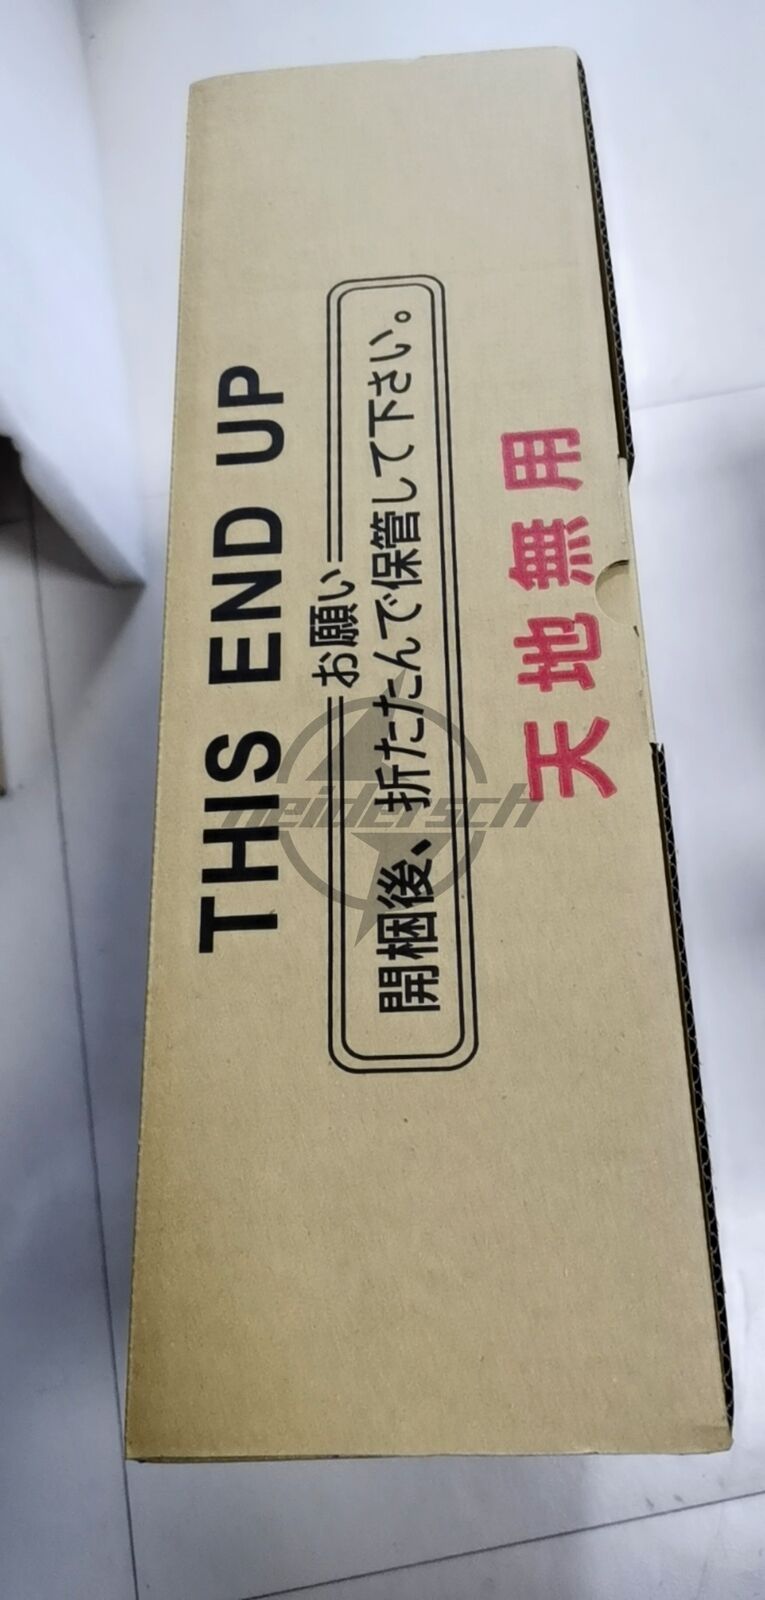 THIS END UP
お願い
開梱後、折たたんで保管して下さい。
天地無用
neidersch